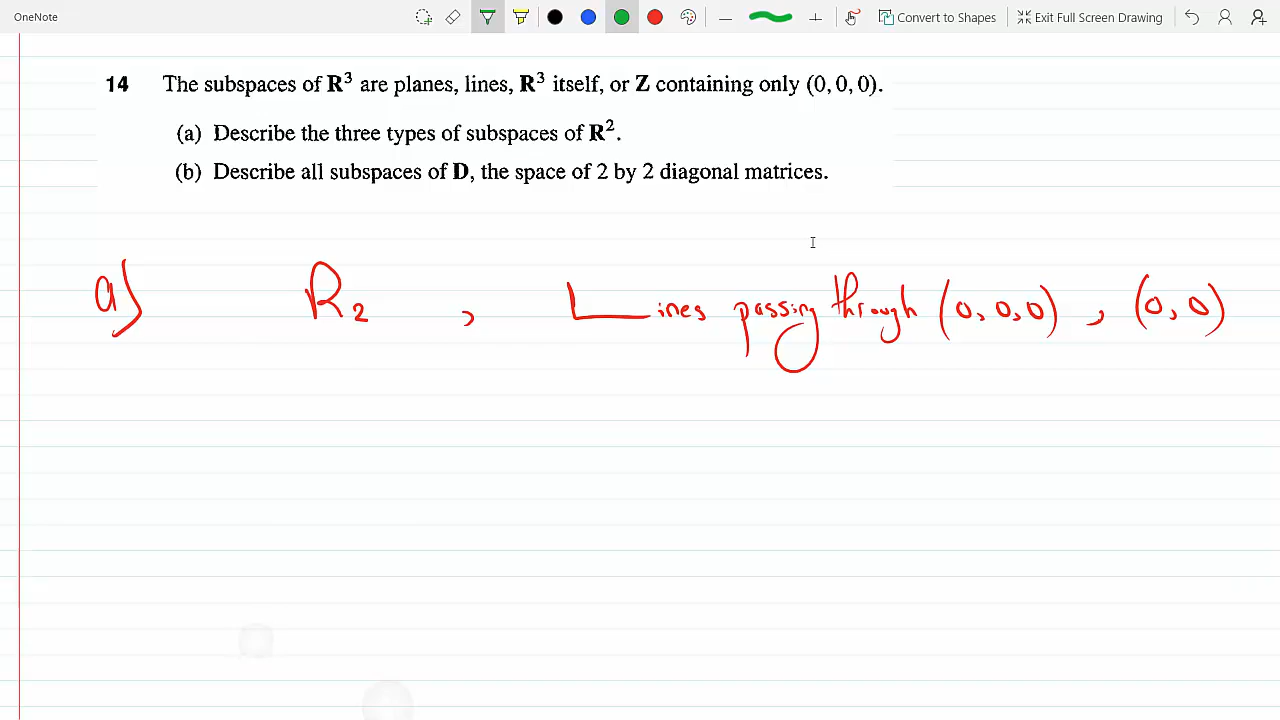 OneNote
Convert to Shapes
Exit Full Screen Drawing
14 The subspaces of R³ are planes, lines, R³ itself, or Z containing only (0, 0, 0).
(a) Describe the three types of subspaces of R².
(b) Describe all subspaces of D, the space of 2 by 2 diagonal matrices.
a) R₂ , Lines passing through (0, 0, 0) , (0, 0)